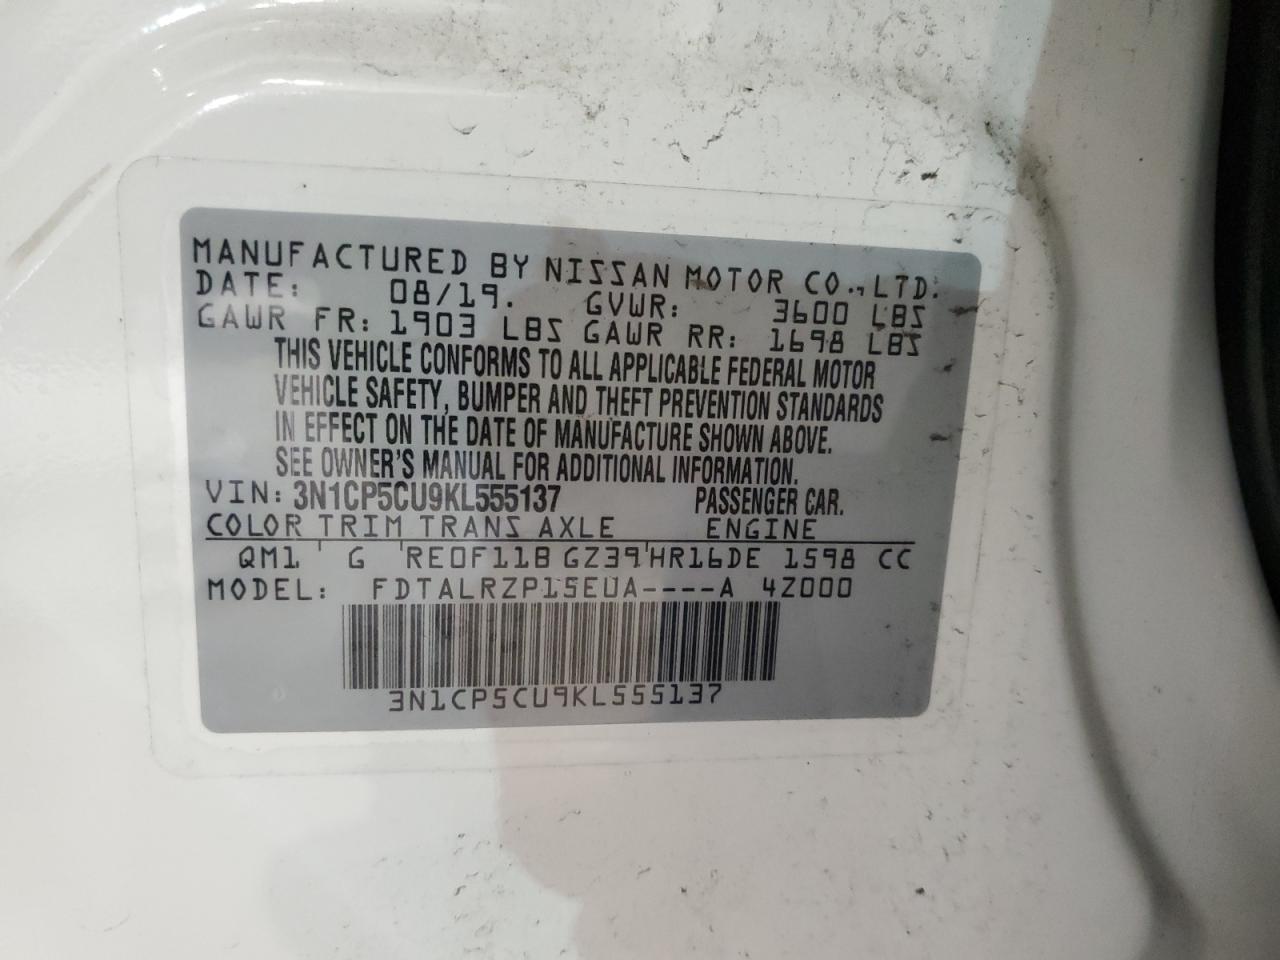 MANUFACTURED BY NISSAN MOTOR CO., LTD.
DATE: 08/19. GVWR: 3600 LBS
GAWR FR: 1903 LBS GAWR RR: 1698 LBS
THIS VEHICLE CONFORMS TO ALL APPLICABLE FEDERAL MOTOR
VEHICLE SAFETY, BUMPER AND THEFT PREVENTION STANDARDS
IN EFFECT ON THE DATE OF MANUFACTURE SHOWN ABOVE.
SEE OWNER'S MANUAL FOR ADDITIONAL INFORMATION.
VIN: 3N1CP5CU9KL555137 PASSENGER CAR.
COLOR TRIM TRANS AXLE ENGINE
QM1 ' G ' RE0F11B GZ39 ' HR16DE 1598 CC
MODEL: FDTALRZP15EUA----A 4Z000
3N1CP5CU9KL555137